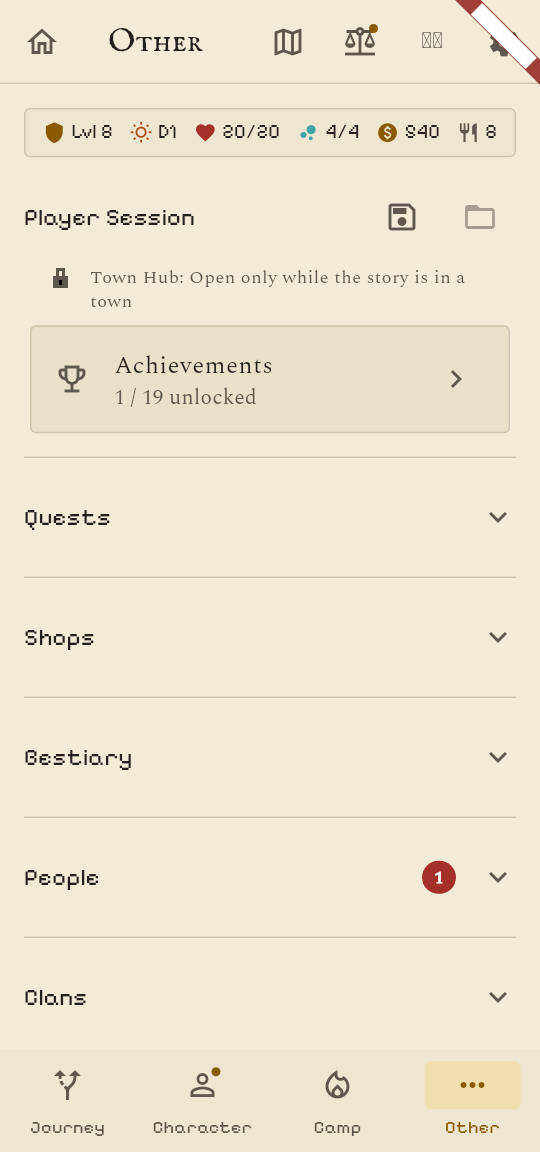 Other
Lvl 8 D1 20/20 4/4 $40 8
Player Session
Town Hub: Open only while the story is in a
town
Achievements
1 / 19 unlocked
Quests
Shops
Bestiary
People 1
Clans
Journey Character Camp Other